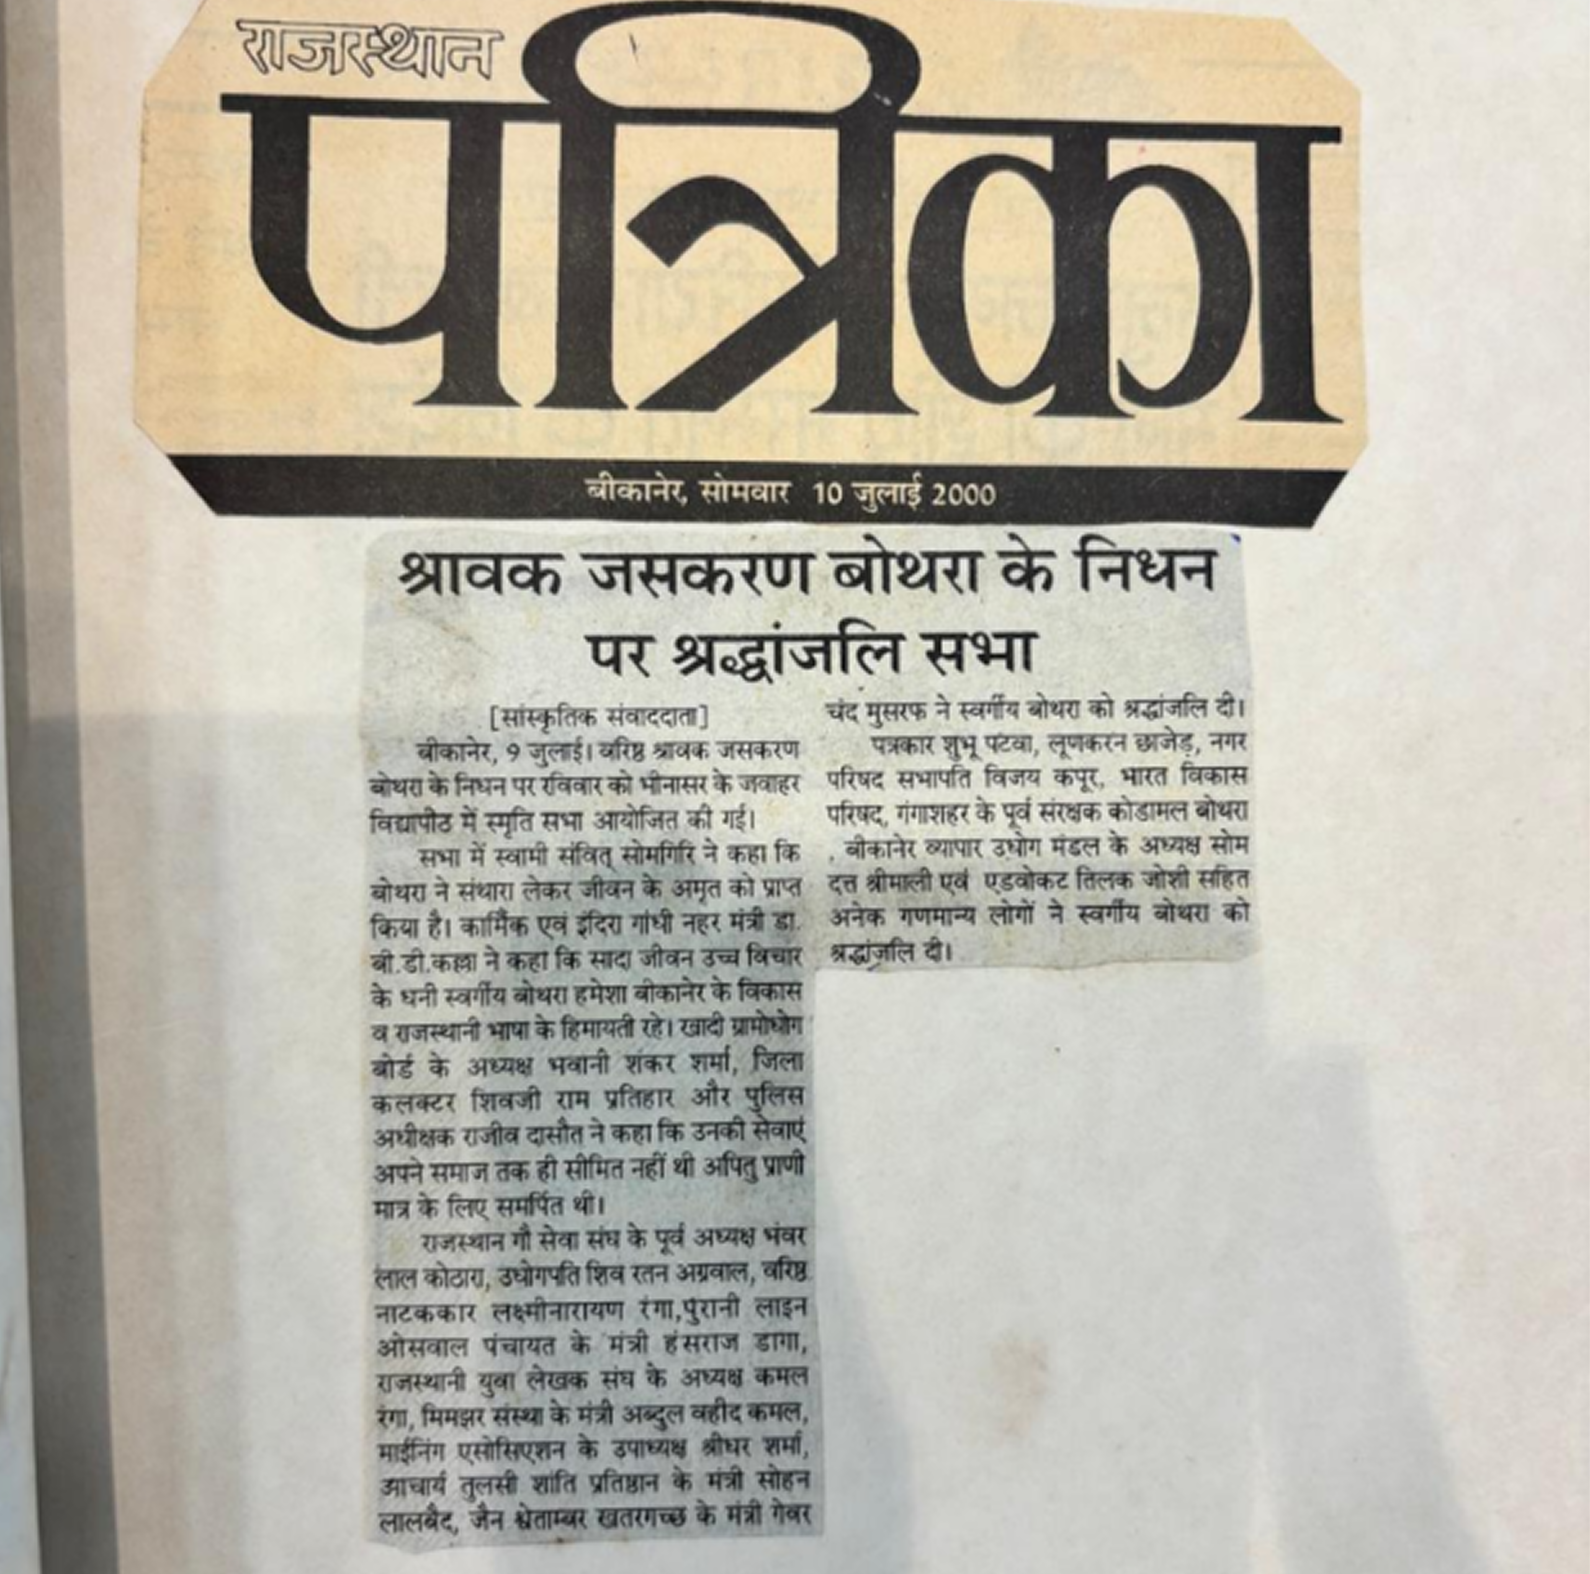 राजस्थान
पत्रिका
बीकानेर, सोमवार 10 जुलाई 2000
श्रावक जसकरण बोथरा के निधन
पर श्रद्धांजलि सभा
[सांस्कृतिक संवाददाता]
बीकानेर, 9 जुलाई। वरिष्ठ श्रावक जसकरण
बोथरा के निधन पर रविवार को भीनासर के जवाहर
विद्यापीठ में स्मृति सभा आयोजित की गई।
सभा में स्वामी संवित् सोमगिरि ने कहा कि
बोथरा ने संथारा लेकर जीवन के अमृत को प्राप्त
किया है। कार्मिक एवं इंदिरा गांधी नहर मंत्री डा.
बी.डी.कल्ला ने कहा कि सादा जीवन उच्च विचार
के धनी स्वर्गीय बोथरा हमेशा बीकानेर के विकास
व राजस्थानी भाषा के हिमायती रहे। खादी ग्रामोधोग
बोर्ड के अध्यक्ष भवानी शंकर शर्मा, जिला
कलक्टर शिवजी राम प्रतिहार और पुलिस
अधीक्षक राजीव दासौत ने कहा कि उनकी सेवाएं
अपने समाज तक ही सीमित नहीं थी अपितु प्राणी
मात्र के लिए समर्पित थी।
राजस्थान गौ सेवा संघ के पूर्व अध्यक्ष भंवर
लाल कोठारी, उधोगपति शिव रतन अग्रवाल, वरिष्ठ
नाटककार लक्ष्मीनारायण रंगा,पुरानी लाइन
ओसवाल पंचायत के मंत्री हंसराज डागा,
राजस्थानी युवा लेखक संघ के अध्यक्ष कमल
रंगा, मिमझर संस्था के मंत्री अब्दुल वहीद कमल,
माईनिंग एसोसिएशन के उपाध्यक्ष श्रीधर शर्मा,
आचार्य तुलसी शांति प्रतिष्ठान के मंत्री सोहन
लालबैद, जैन श्वेताम्बर खतरगच्छ के मंत्री गेवर
चंद मुसरफ ने स्वर्गीय बोथरा को श्रद्धांजलि दी।
पत्रकार शुभू पटवा, लूणकरन छाजेड़, नगर
परिषद सभापति विजय कपूर, भारत विकास
परिषद, गंगाशहर के पूर्व संरक्षक कोडामल बोथरा
, बीकानेर व्यापार उधोग मंडल के अध्यक्ष सोम
दत्त श्रीमाली एवं एडवोकट तिलक जोशी सहित
अनेक गणमान्य लोगों ने स्वर्गीय बोथरा को
श्रद्धांजलि दी।